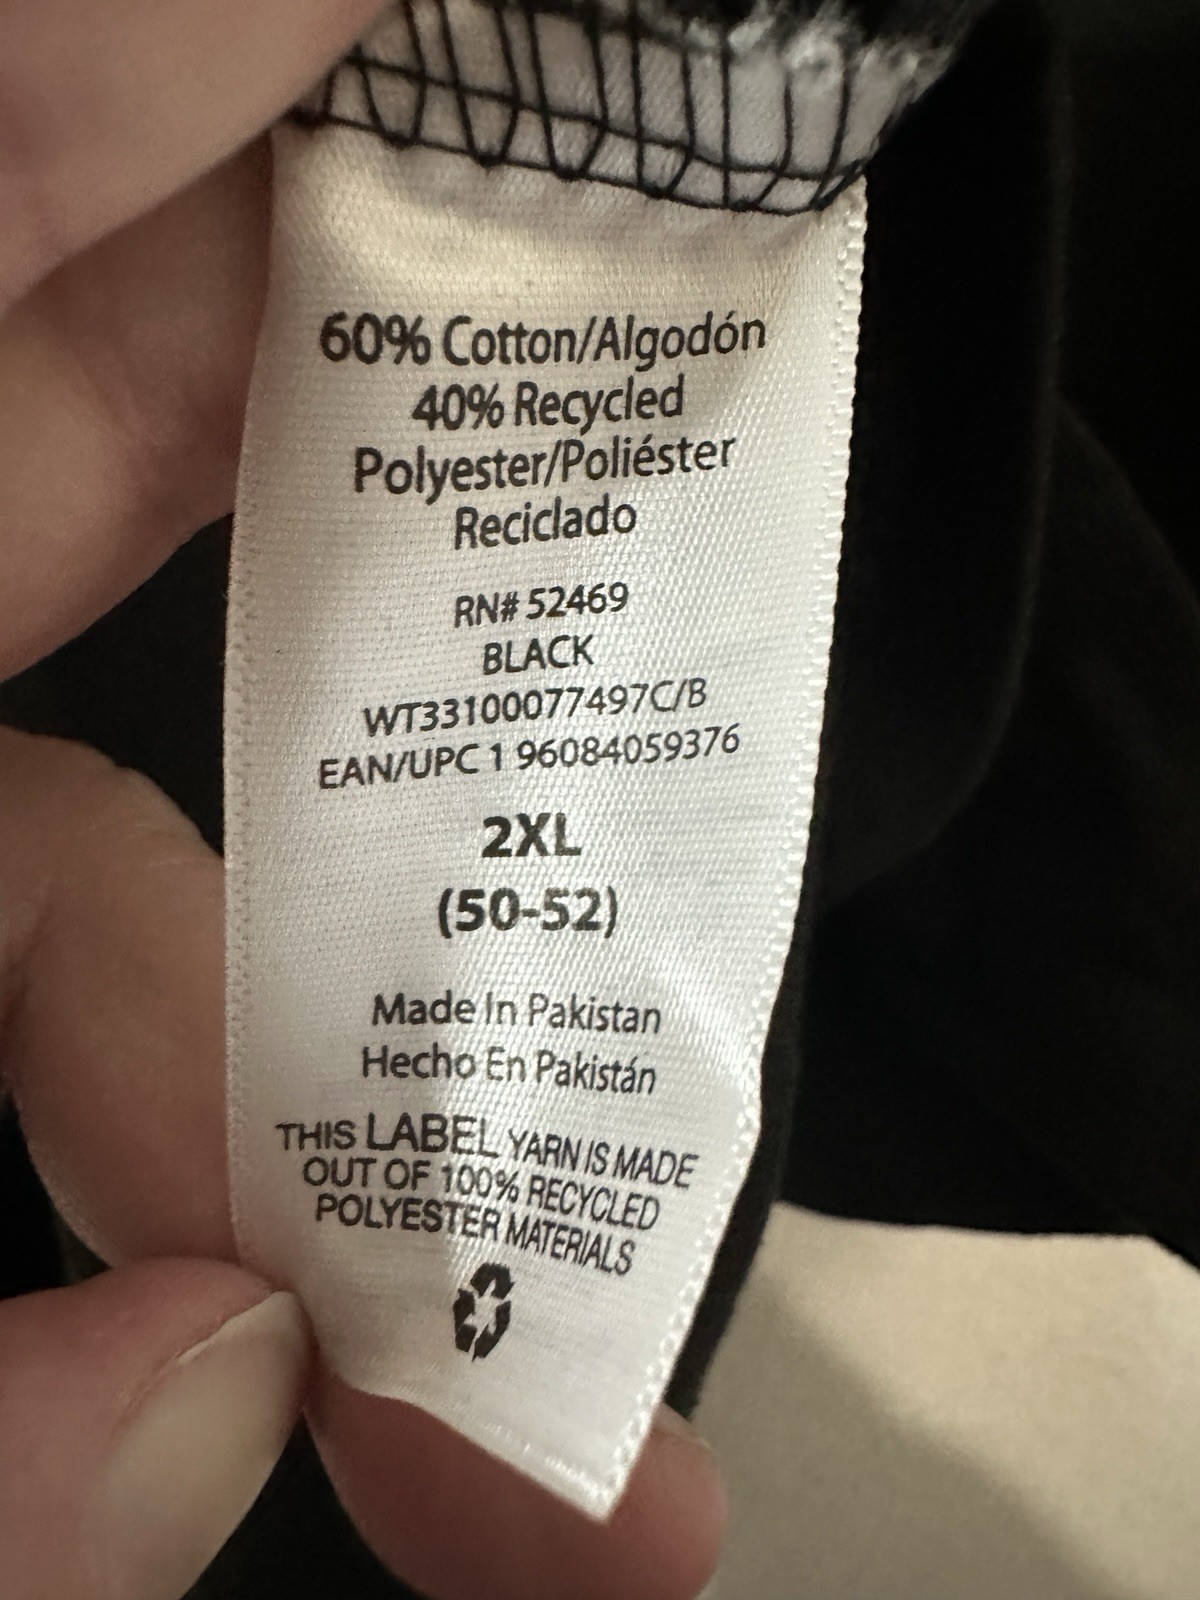 60% Cotton/Algodón
40% Recycled
Polyester/Poliéster
Reciclado
RN# 52469
BLACK
WT33100077497C/B
EAN/UPC 1 96084059376
2XL
(50-52)
Made In Pakistan
Hecho En Pakistán
THIS LABEL YARN IS MADE
OUT OF 100% RECYCLED
POLYESTER MATERIALS